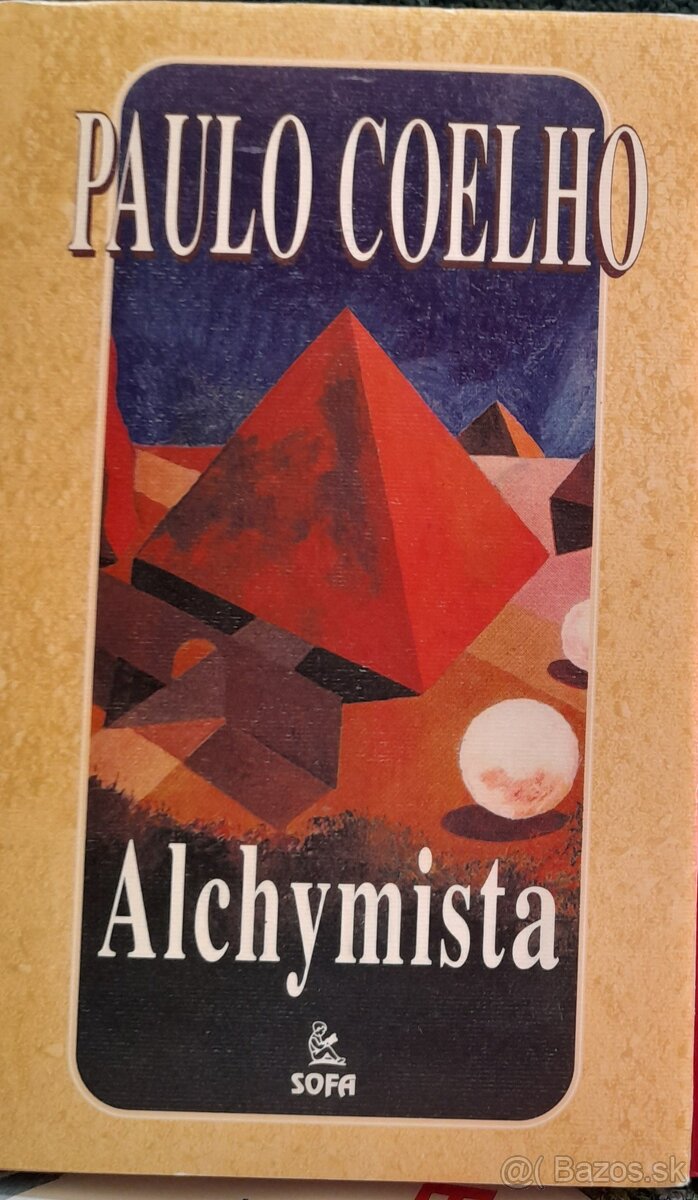 PAULO COELHO
Alchymista
SOFA
@( Bazos.sk